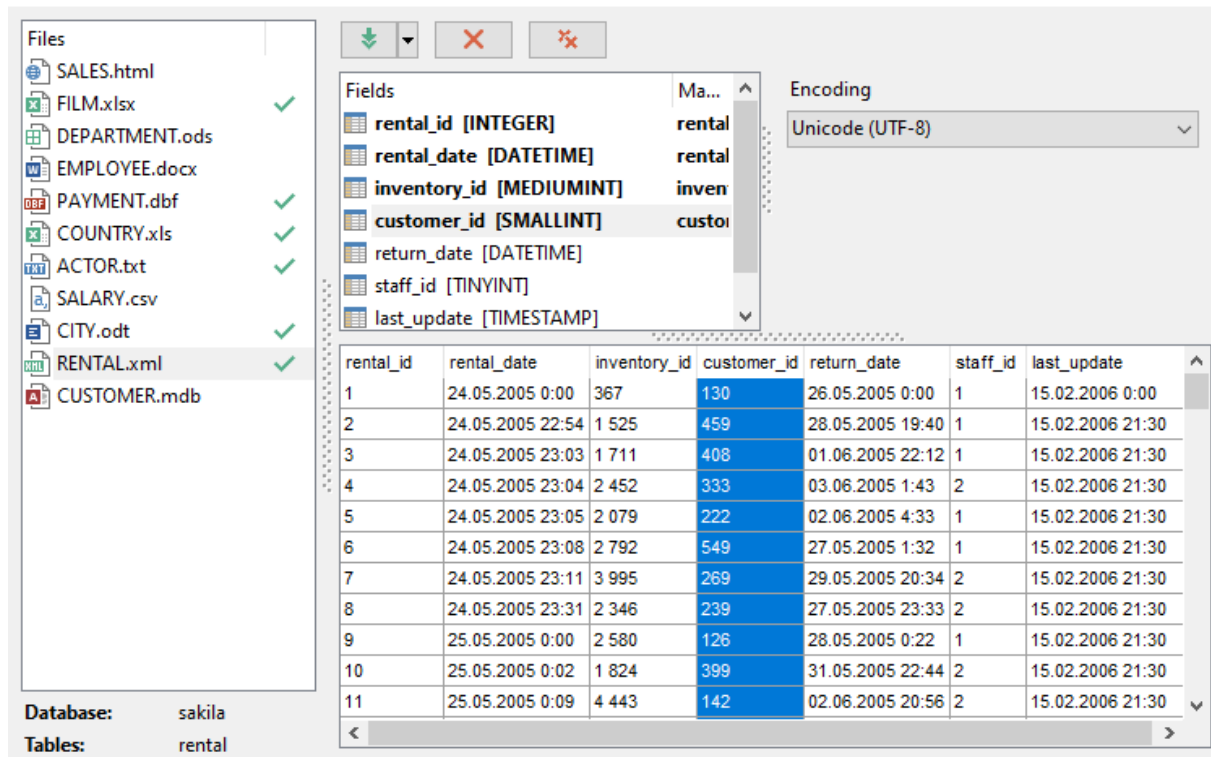 Files
SALES.html
FILM.xlsx
DEPARTMENT.ods
EMPLOYEE.docx
PAYMENT.dbf
COUNTRY.xls
ACTOR.txt
SALARY.csv
CITY.odt
RENTAL.xml
CUSTOMER.mdb
Database: sakila
Tables: rental
Fields Ma...
rental_id [INTEGER] rental
rental_date [DATETIME] rental
inventory_id [MEDIUMINT] inven
customer_id [SMALLINT] custo
return_date [DATETIME]
staff_id [TINYINT]
last_update [TIMESTAMP]
Encoding
Unicode (UTF-8)
rental_id rental_date inventory_id customer_id return_date staff_id last_update
1 24.05.2005 0:00 367 130 26.05.2005 0:00 1 15.02.2006 0:00
2 24.05.2005 22:54 1 525 459 28.05.2005 19:40 1 15.02.2006 21:30
3 24.05.2005 23:03 1 711 408 01.06.2005 22:12 1 15.02.2006 21:30
4 24.05.2005 23:04 2 452 333 03.06.2005 1:43 2 15.02.2006 21:30
5 24.05.2005 23:05 2 079 222 02.06.2005 4:33 1 15.02.2006 21:30
6 24.05.2005 23:08 2 792 549 27.05.2005 1:32 1 15.02.2006 21:30
7 24.05.2005 23:11 3 995 269 29.05.2005 20:34 2 15.02.2006 21:30
8 24.05.2005 23:31 2 346 239 27.05.2005 23:33 2 15.02.2006 21:30
9 25.05.2005 0:00 2 580 126 28.05.2005 0:22 1 15.02.2006 21:30
10 25.05.2005 0:02 1 824 399 31.05.2005 22:44 2 15.02.2006 21:30
11 25.05.2005 0:09 4 443 142 02.06.2005 20:56 2 15.02.2006 21:30